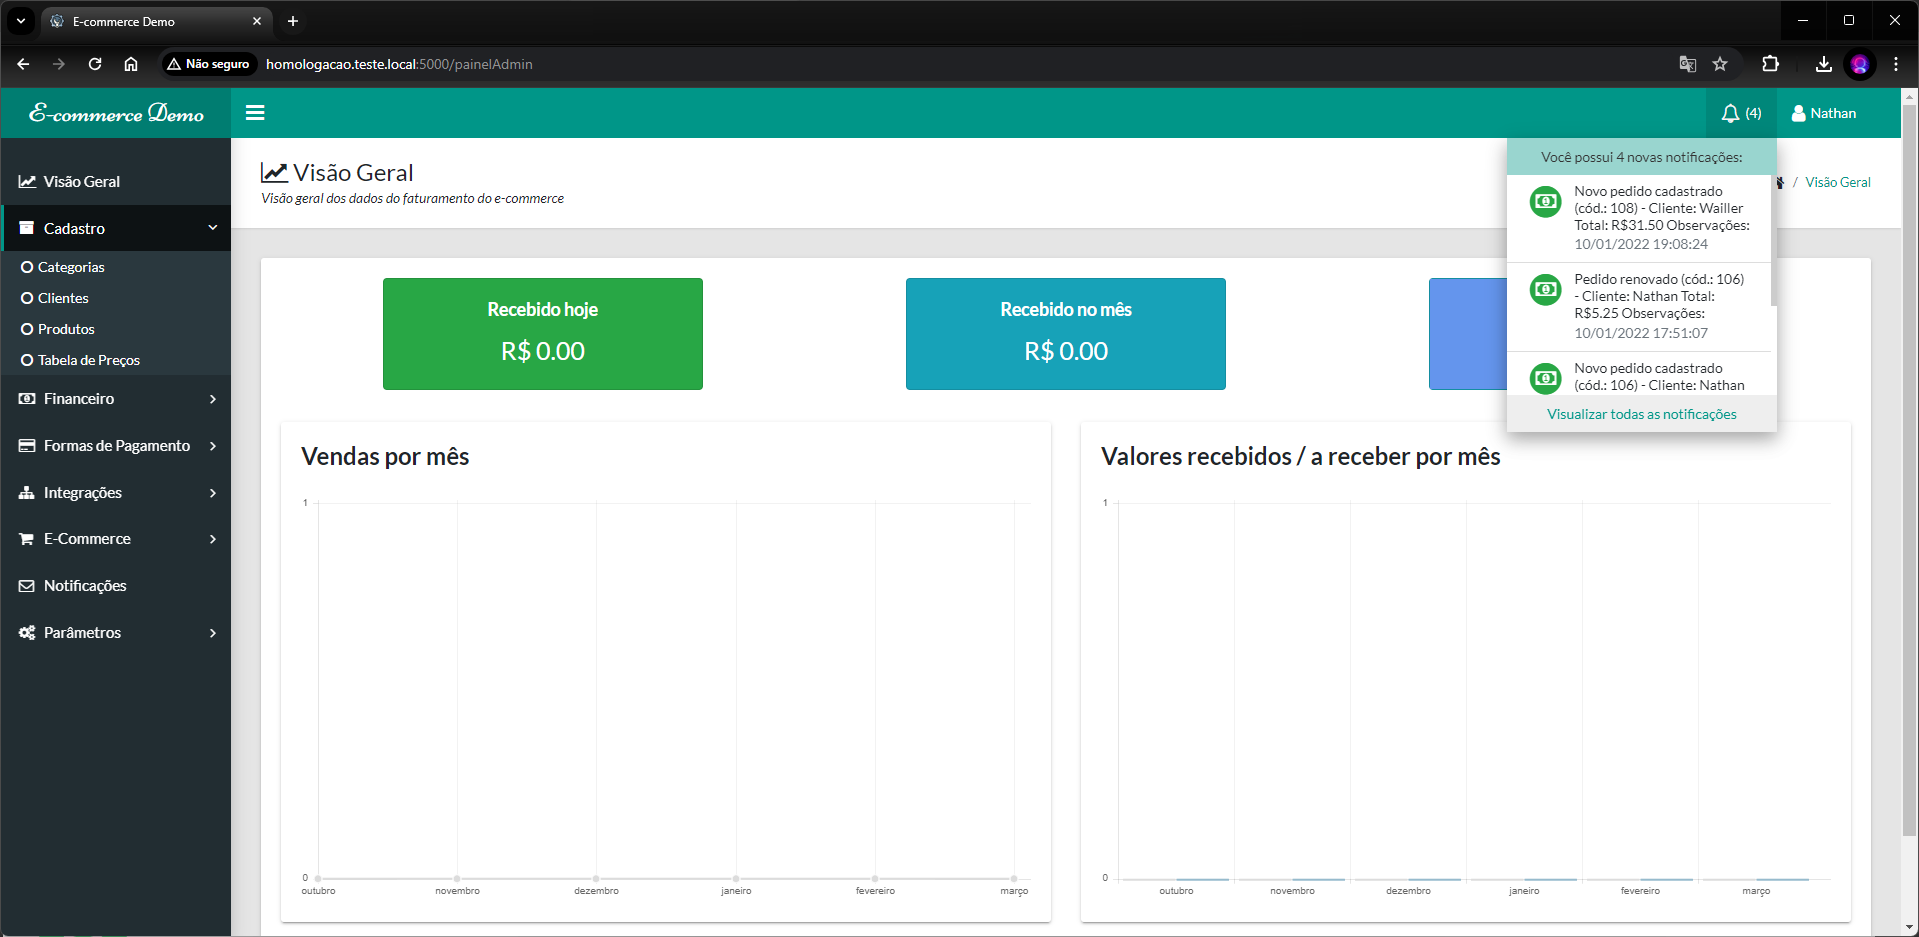 E-commerce Demo
Não seguro
homologacao.teste.local:5000/painelAdmin
E-commerce Demo
(4)
Nathan
Visão Geral
Cadastro
Categorias
Clientes
Produtos
Tabela de Preços
Financeiro
Formas de Pagamento
Integrações
E-Commerce
Notificações
Parâmetros
Visão Geral
Visão geral dos dados do faturamento do e-commerce
/ Visão Geral
Você possui 4 novas notificações:
Novo pedido cadastrado
(cód.: 108) - Cliente: Wailler
Total: R$31.50 Observações:
10/01/2022 19:08:24
Pedido renovado (cód.: 106)
- Cliente: Nathan Total:
R$5.25 Observações:
10/01/2022 17:51:07
Novo pedido cadastrado
(cód.: 106) - Cliente: Nathan
Visualizar todas as notificações
Recebido hoje
R$ 0.00
Recebido no mês
R$ 0.00
Vendas por mês
1
0
outubro novembro dezembro janeiro fevereiro março
Valores recebidos / a receber por mês
1
0
outubro novembro dezembro janeiro fevereiro março